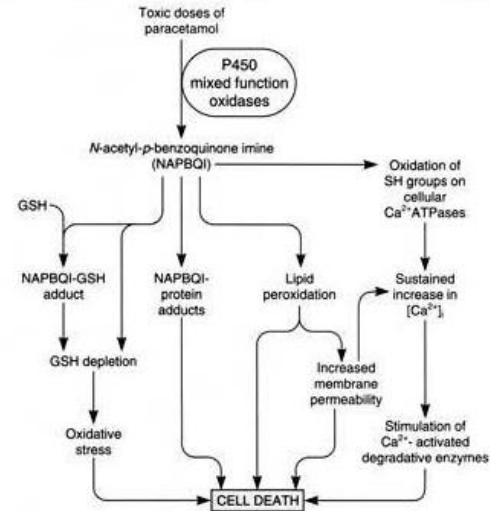 Toxic doses of
paracetamol
P450
mixed function
oxidases
N-acetyl-p-benzoquinone imine
(NAPBQI)
Oxidation of
SH groups on
cellular
Ca²⁺ATPases
GSH
NAPBQI-GSH
adduct
NAPBQI-
protein
adducts
Lipid
peroxidation
Sustained
increase in
[Ca²⁺]ᵢ
GSH depletion
Increased
membrane
permeability
Oxidative
stress
Stimulation of
Ca²⁺- activated
degradative enzymes
CELL DEATH